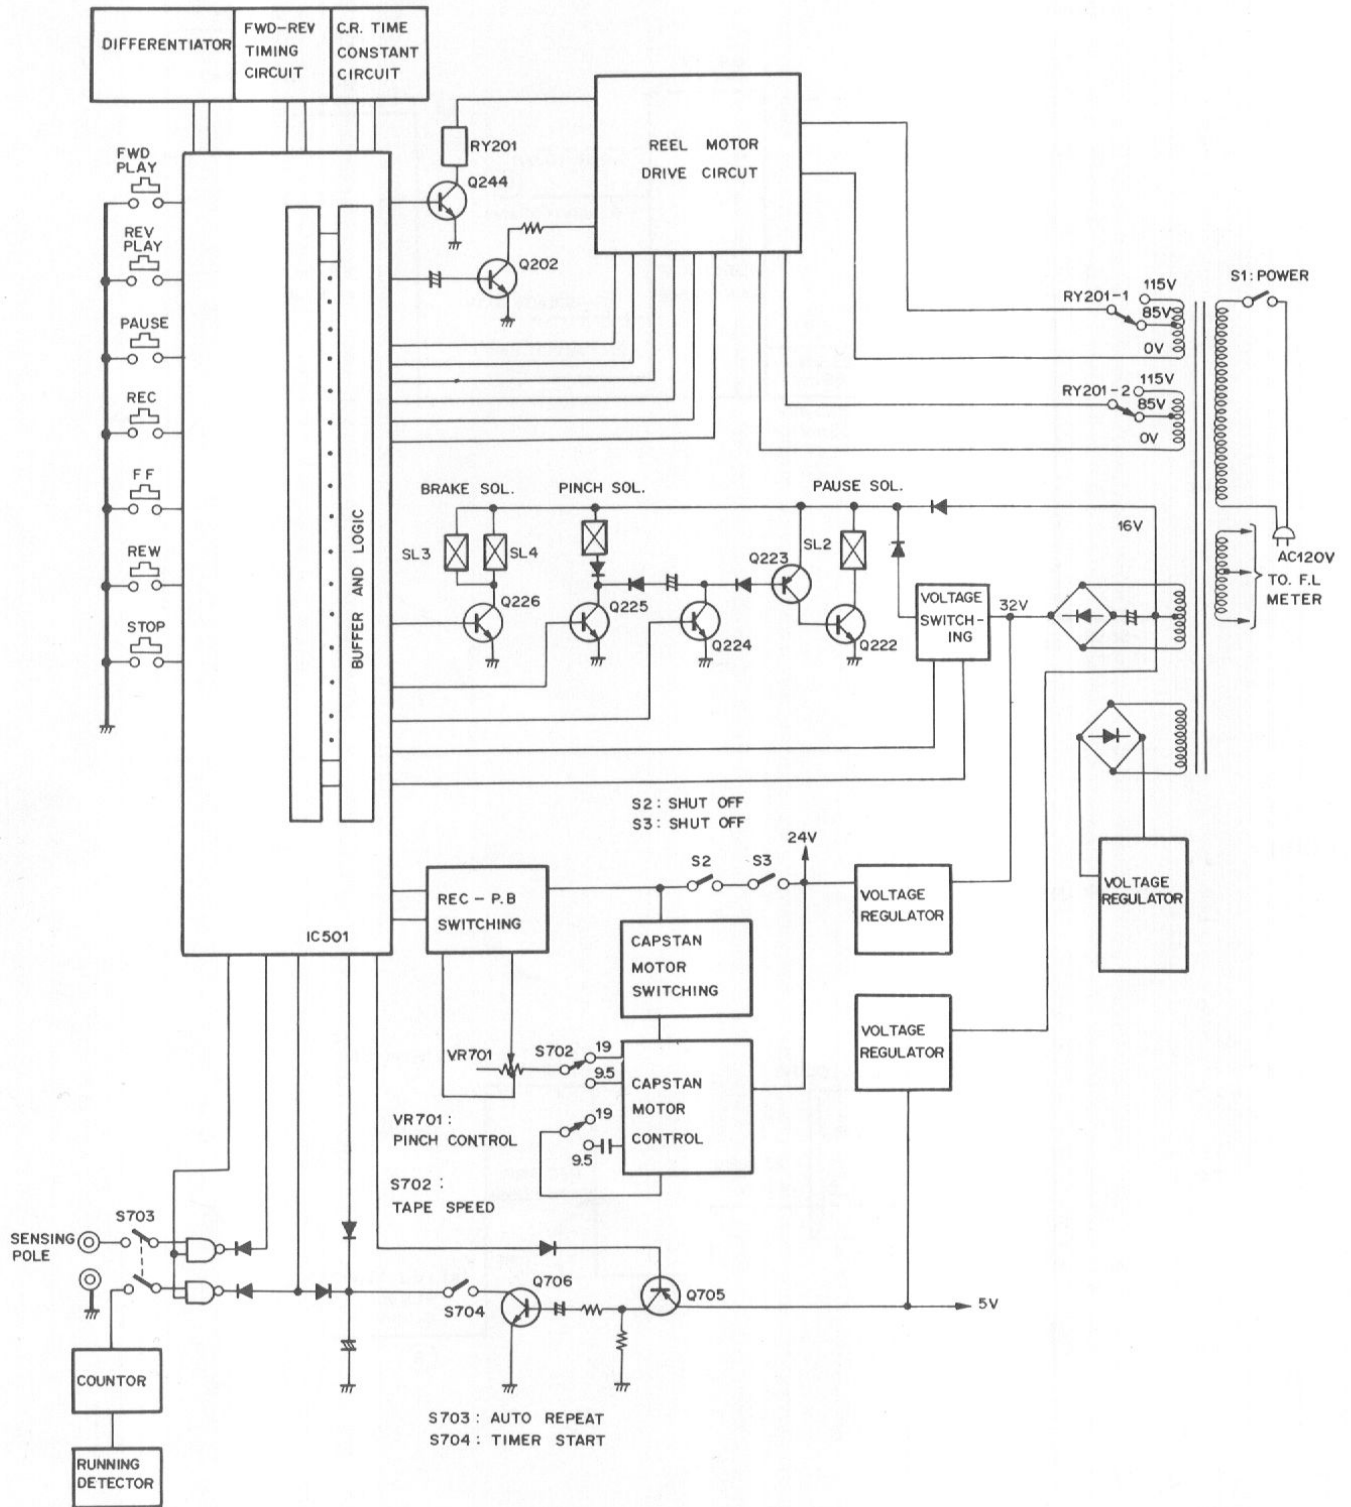 DIFFERENTIATOR
FWD-REV
TIMING
CIRCUIT
C.R. TIME
CONSTANT
CIRCUIT
FWD
PLAY
REV
PLAY
PAUSE
REC
FF
REW
STOP
RY201
Q244
Q202
REEL MOTOR
DRIVE CIRCUT
S1: POWER
RY201-1
115V
85V
0V
RY201-2
115V
85V
0V
AC120V
TO. F.L
METER
16V
BRAKE SOL.
PINCH SOL.
PAUSE SOL.
SL3
SL4
SL2
Q223
Q226
Q225
Q224
Q222
VOLTAGE
SWITCH-
ING
32V
BUFFER AND LOGIC
IC501
S2: SHUT OFF
S3: SHUT OFF
24V
S2
S3
REC-P.B
SWITCHING
CAPSTAN
MOTOR
SWITCHING
VOLTAGE
REGULATOR
VOLTAGE
REGULATOR
VOLTAGE
REGULATOR
VR701
S702
19
9.5
19
9.5
CAPSTAN
MOTOR
CONTROL
VR701:
PINCH CONTROL
S702:
TAPE SPEED
S703
SENSING
POLE
S704
Q706
Q705
5V
COUNTOR
RUNNING
DETECTOR
S703: AUTO REPEAT
S704: TIMER START